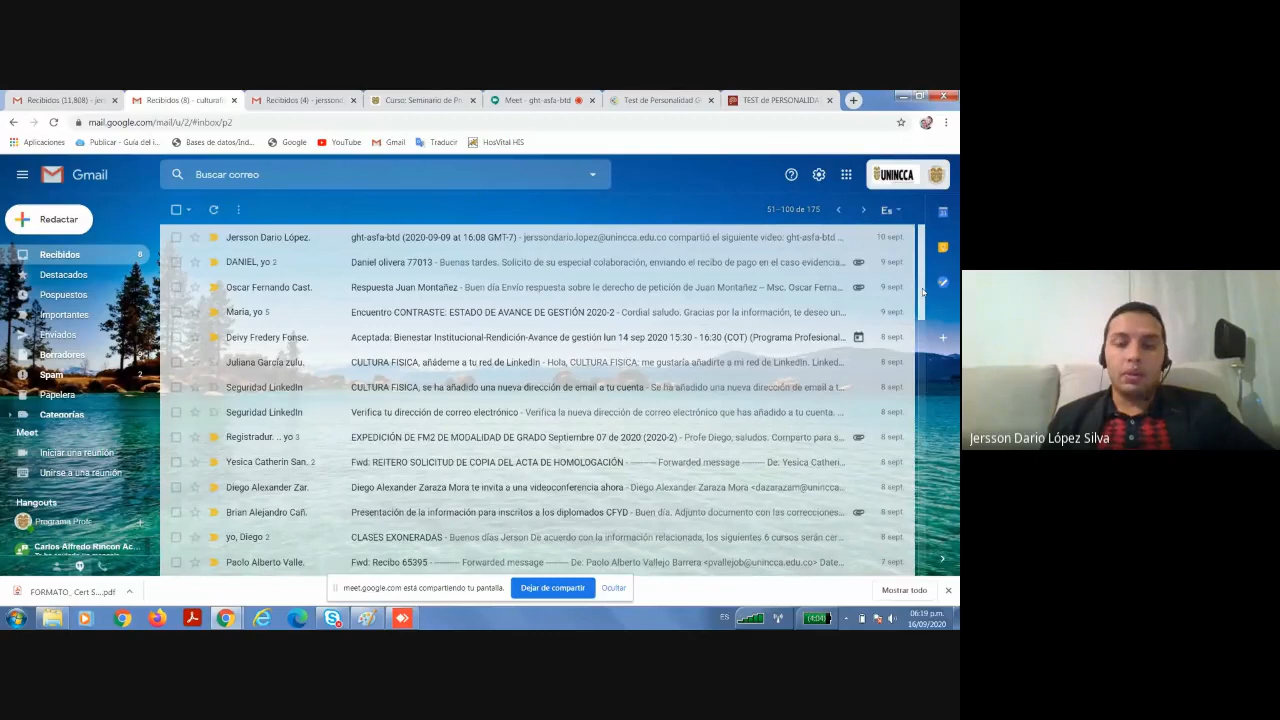 Recibidos (11,808) - jer
Recibidos (8) - culturafi
Recibidos (4) - jerssond
Curso: Seminario de Pr
Meet - ght-asfa-btd
Test de Personalidad G
TEST de PERSONALIDA
mail.google.com/mail/u/2/#inbox/p2
Aplicaciones
Publicar - Guía del i...
Bases de datos/Ind...
Google
YouTube
Gmail
Traducir
HosVital HIS
Gmail
Buscar correo
UNINCCA
Redactar
51–100 de 175
Es
Recibidos 8
Destacados
Pospuestos
Importantes
Enviados
Borradores
Spam 2
Papelera
Categorías
Meet
Iniciar una reunión
Unirse a una reunión
Hangouts
Programa Profe
Carlos Alfredo Rincon Ac...
Jersson Dario López. ght-asfa-btd (2020-09-09 at 16:08 GMT-7) - jerssondario.lopez@unincca.edu.co compartió el siguiente video: ght-asfa-btd ... 10 sept.
DANIEL, yo 2 Daniel olivera 77013 - Buenas tardes. Solicito de su especial colaboración, enviando el recibo de pago en el caso evidencia... 9 sept.
Oscar Fernando Cast. Respuesta Juan Montañez - Buen día Envío respuesta sobre le derecho de petición de Juan Montañez -- Msc. Oscar Ferna... 9 sept.
Maria, yo 5 Encuentro CONTRASTE: ESTADO DE AVANCE DE GESTIÓN 2020-2 - Cordial saludo. Gracias por la información, te deseo un... 9 sept.
Deivy Fredery Fonse. Aceptada: Bienestar Institucional-Rendición-Avance de gestión lun 14 sep 2020 15:30 - 16:30 (COT) (Programa Profesional... 8 sept.
Juliana García zulu. CULTURA FISICA, añádeme a tu red de LinkedIn - Hola, CULTURA FISICA: me gustaría añadirte a mi red de LinkedIn. Linked... 8 sept.
Seguridad LinkedIn CULTURA FISICA, se ha añadido una nueva dirección de email a tu cuenta - Se ha añadido una nueva dirección de email a t... 8 sept.
Seguridad LinkedIn Verifica tu dirección de correo electrónico - Verifica la nueva dirección de correo electrónico que has añadido a tu cuenta. ... 8 sept.
Registradur. .. yo 3 EXPEDICIÓN DE FM2 DE MODALIDAD DE GRADO Septiembre 07 de 2020 (2020-2) - Profe Diego, saludos. Comparto para s... 8 sept.
Yesica Catherin San. 2 Fwd: REITERO SOLICITUD DE COPIA DEL ACTA DE HOMOLOGACIÓN - ---------- Forwarded message --------- De: Yesica Catheri... 8 sept.
Diego Alexander Zar. Diego Alexander Zaraza Mora te invita a una videoconferencia ahora - Diego Alexander Zaraza Mora <dazarazam@unincca... 8 sept.
Brian Alejandro Cañ. Presentación de la información para inscritos a los diplomados CFYD - Buen día. Adjunto documento con las correcciones... 8 sept.
yo, Diego 2 CLASES EXONERADAS - Buenos días Jerson De acuerdo con la información relacionada, los siguientes 6 cursos serán cer... 8 sept.
Paolo Alberto Valle. Fwd: Recibo 65395 - ---------- Forwarded message --------- De: Paolo Alberto Vallejo Barrera <pvallejob@unincca.edu.co> Date... 7 sept.
meet.google.com está compartiendo tu pantalla.
Dejar de compartir
Ocultar
FORMATO_ Cert S....pdf
Mostrar todo
ES
(4:04)
06:19 p.m.
16/09/2020
Jersson Dario López Silva